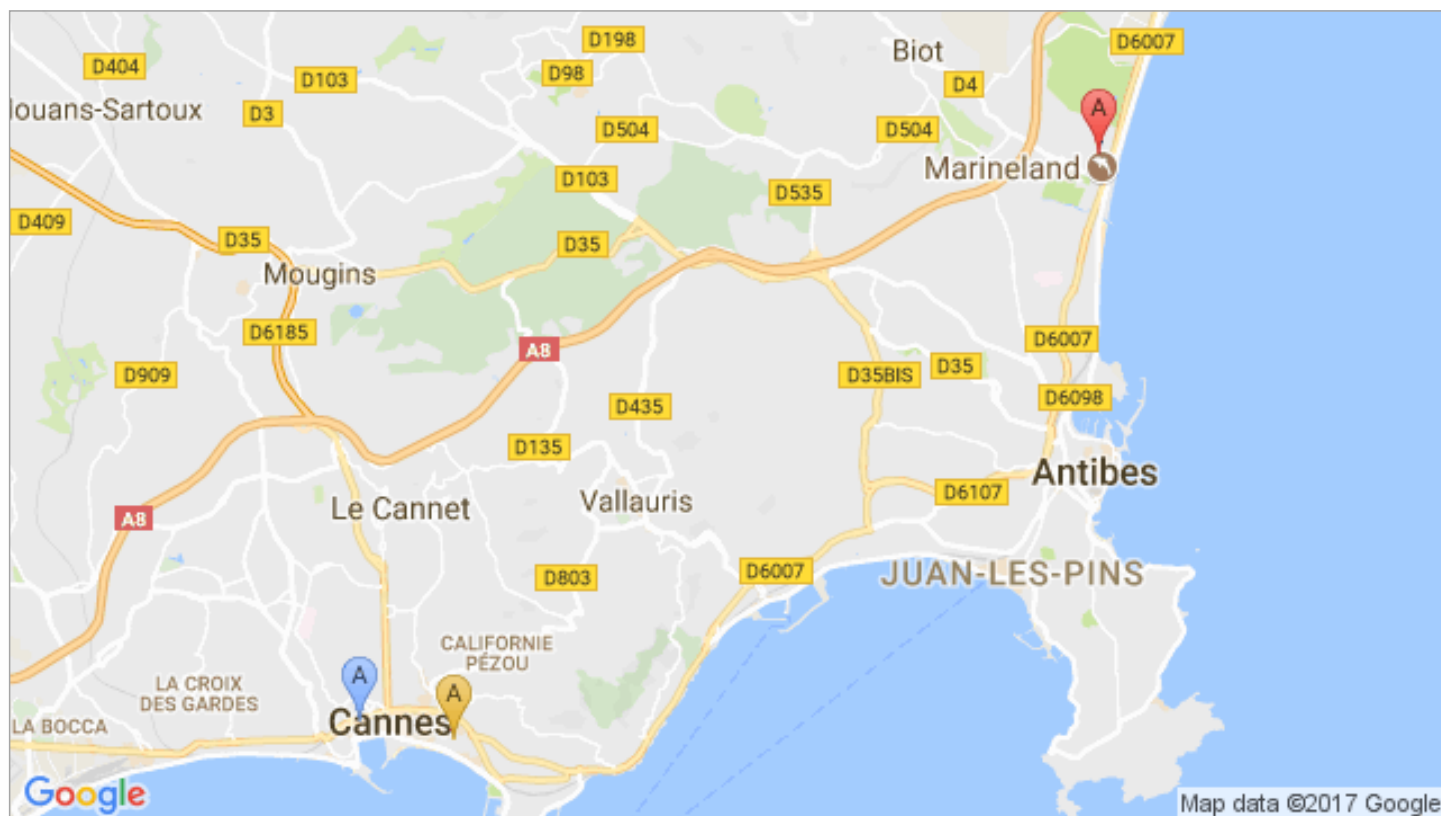 D6007
D198
Biot
D404
D98
D103
D4
A
louans-Sartoux
D3
D504
D504
Marineland
D103
D535
D409
D35
D35
Mougins
D6185
D6007
A8
D909
D35BIS
D35
D435
D6098
D135
Antibes
Le Cannet
Vallauris
D6107
A8
D6007
D803
JUAN-LES-PINS
CALIFORNIE
PÉZOU
A
LA CROIX
DES GARDES
A
LA BOCCA
Cannes
Google
Map data ©2017 Google